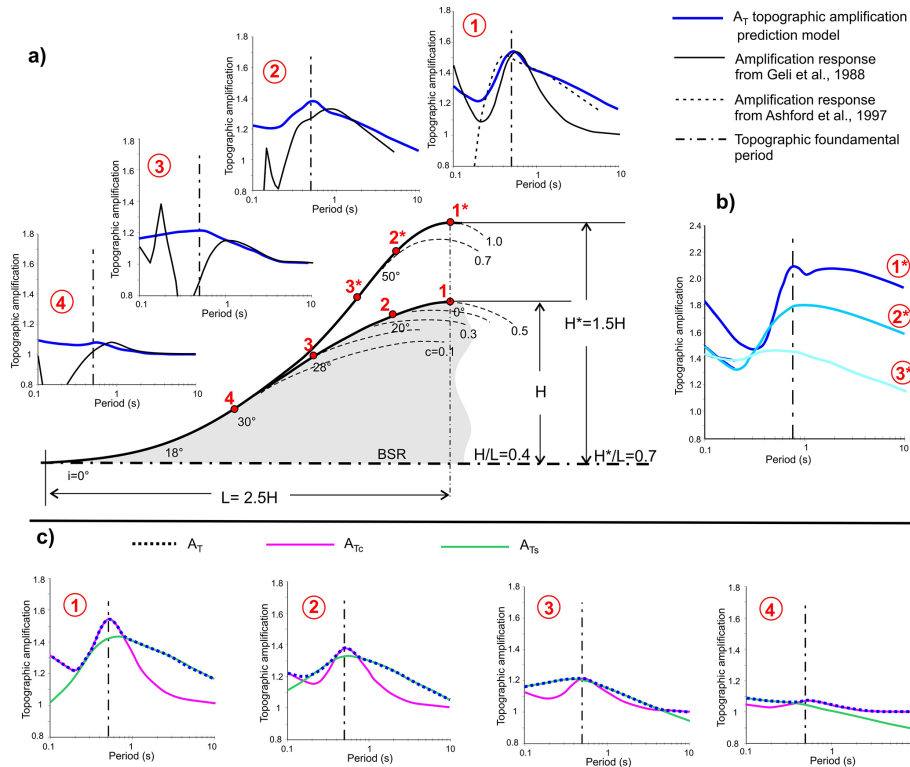 a)
1
Topographic amplification
1.8
1.6
1.4
1.2
1
0.8
0.1
1
10
Period (s)
A_T topographic amplification
prediction model
Amplification response
from Geli et al., 1988
Amplification response
from Ashford et al., 1997
Topographic foundamental
period
2
Topographic amplification
1.8
1.6
1.4
1.2
1
0.8
0.1
1
10
Period (s)
3
Topographic amplification
1.8
1.6
1.4
1.2
1
0.8
0.1
1
10
Period (s)
4
Topographic amplification
1.8
1.6
1.4
1.2
1
0.8
0.1
1
10
Period (s)
1*
2*
3*
1.0
0.7
50°
1
2
3
4
0°
20°
0.3
0.5
c=0.1
28°
30°
18°
i=0°
BSR
H
H*=1.5H
H/L=0.4
H*/L=0.7
L= 2.5H
b)
Topographic amplification
2.4
2.2
2.0
1.8
1.6
1.4
1.2
1.0
0.8
0.1
1
10
Period (s)
1*
2*
3*
c)
A_T
A_Tc
A_Ts
1
Topographic amplification
1.8
1.6
1.4
1.2
1
0.8
0.1
1
10
Period (s)
2
Topographic amplification
1.8
1.6
1.4
1.2
1
0.8
0.1
1
10
Period (s)
3
Topographic amplification
1.8
1.6
1.4
1.2
1
0.8
0.1
1
10
Period (s)
4
Topographic amplification
1.8
1.6
1.4
1.2
1
0.8
0.1
1
Period (s)